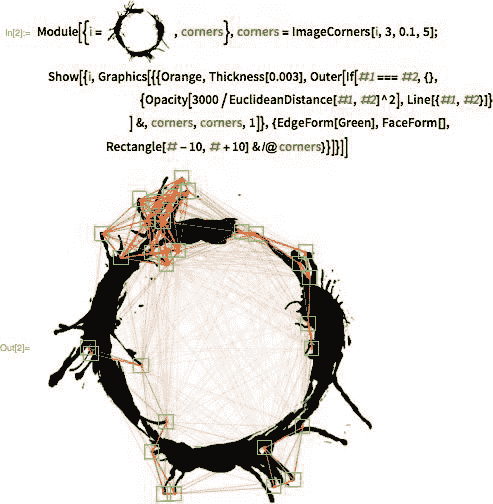 In[2]:= Module[{i = , corners}, corners = ImageCorners[i, 3, 0.1, 5];
Show[{i, Graphics[{{Orange, Thickness[0.003], Outer[If[#1 === #2, {},
{Opacity[3000 / EuclideanDistance[#1, #2]^2], Line[{#1, #2}]}
] &, corners, corners, 1]}, {EdgeForm[Green], FaceForm[],
Rectangle[# - 10, # + 10] & /@ corners}}]}]]
Out[2]=